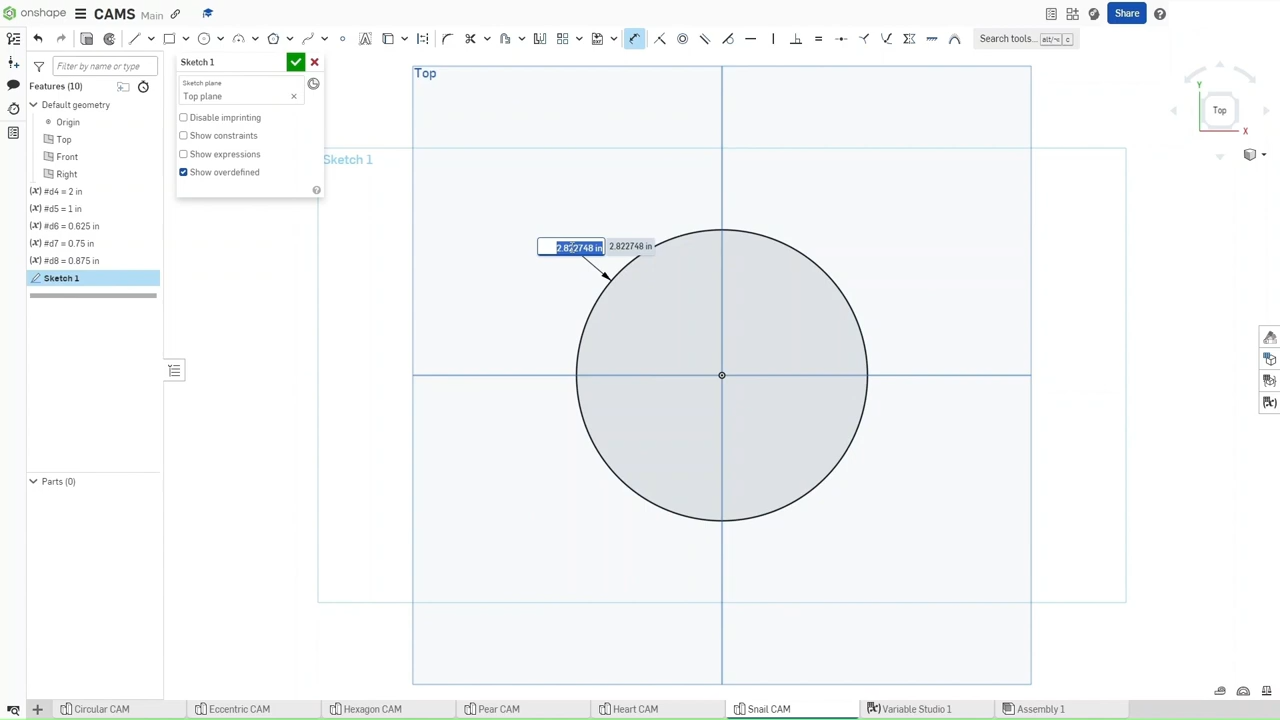 onshape
CAMS
Main
Share
Search tools...
alt/⌥
c
Filter by name or type
Features (10)
Default geometry
Origin
Top
Front
Right
(x) #d4 = 2 in
(x) #d5 = 1 in
(x) #d6 = 0.625 in
(x) #d7 = 0.75 in
(x) #d8 = 0.875 in
Sketch 1
Parts (0)
Sketch 1
Sketch plane
Top plane
Disable imprinting
Show constraints
Show expressions
Show overdefined
Top
Sketch 1
2.822748 in
2.822748 in
Y
Top
X
Circular CAM
Eccentric CAM
Hexagon CAM
Pear CAM
Heart CAM
Snail CAM
(x) Variable Studio 1
Assembly 1